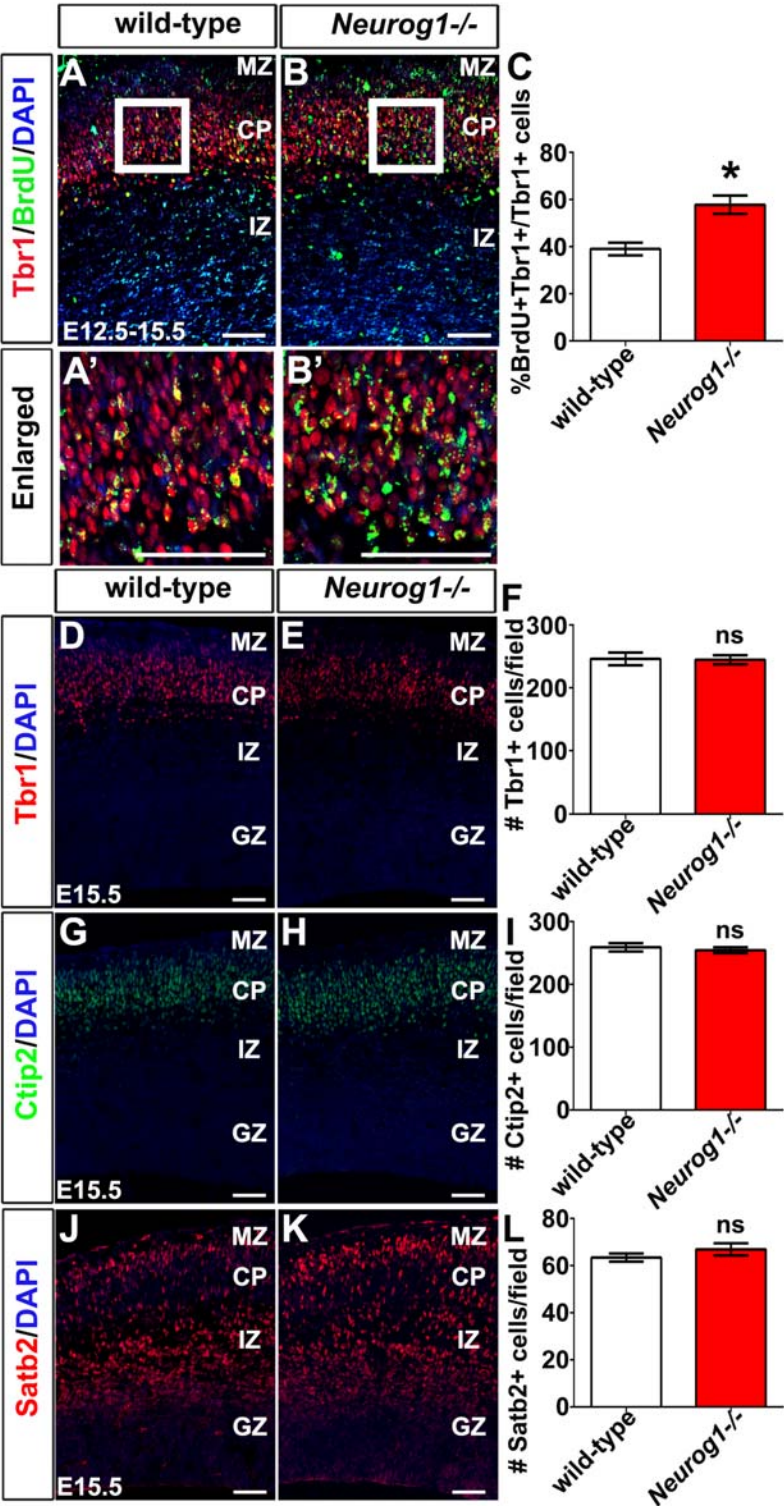 wild-type
Neurog1-/-
Tbr1/BrdU/DAPI
A
MZ
CP
IZ
E12.5-15.5
B
MZ
CP
IZ
C
%BrdU+Tbr1+/Tbr1+ cells
80
60
40
20
0
*
wild-type
Neurog1-/-
Enlarged
A'
B'
wild-type
Neurog1-/-
Tbr1/DAPI
D
MZ
CP
IZ
GZ
E15.5
E
MZ
CP
IZ
GZ
F
# Tbr1+ cells/field
300
200
100
0
ns
wild-type
Neurog1-/-
Ctip2/DAPI
G
MZ
CP
IZ
GZ
E15.5
H
MZ
CP
IZ
GZ
I
# Ctip2+ cells/field
300
200
100
0
ns
wild-type
Neurog1-/-
Satb2/DAPI
J
MZ
CP
IZ
GZ
E15.5
K
MZ
CP
IZ
GZ
L
# Satb2+ cells/field
80
60
40
20
0
ns
wild-type
Neurog1-/-